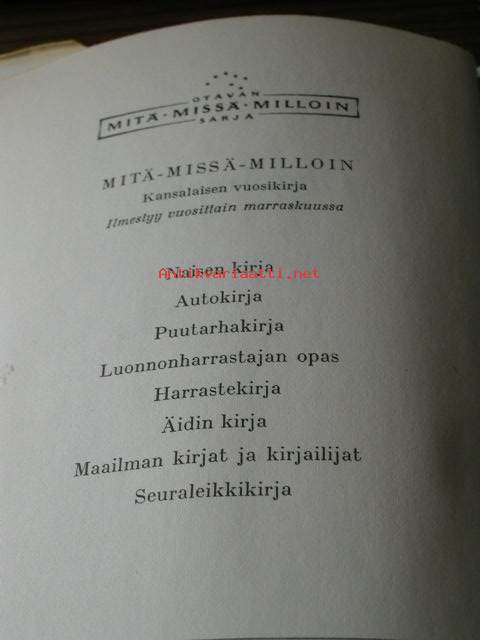 OTAVAN
MITÄ · MISSÄ · MILLOIN
SARJA
MITÄ-MISSÄ-MILLOIN
Kansalaisen vuosikirja
Ilmestyy vuosittain marraskuussa
Naisen kirja
Antikvariaatti.net
Autokirja
Puutarhakirja
Luonnonharrastajan opas
Harrastekirja
Äidin kirja
Maailman kirjat ja kirjailijat
Seuraleikkikirja